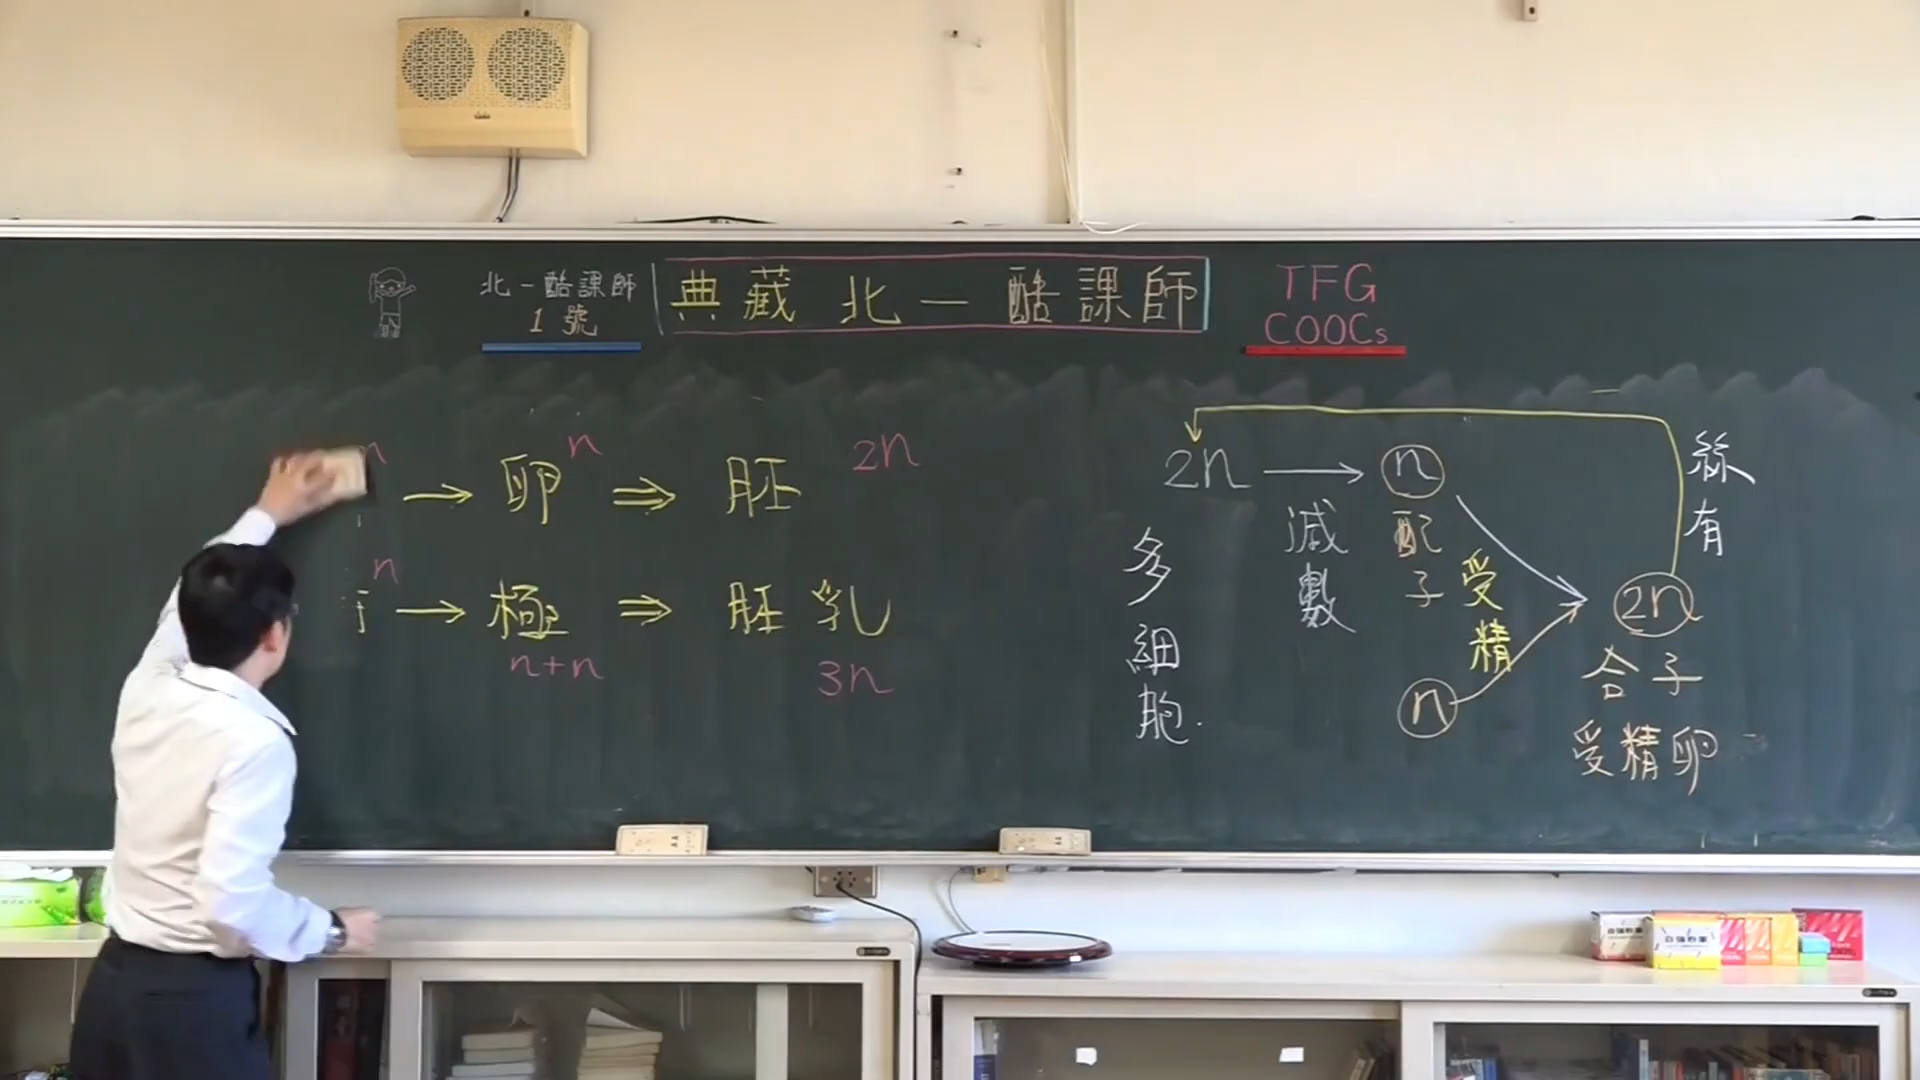 北一酷課師
1號
典藏 北一酷課師
TFG
COOCs
n → 卵 n ⇒ 胚 2n
n → 極 ⇒ 胚乳
n+n 3n
2n → n
減數
配子
受精
n
2n
合子
受精卵
多細胞
絲有